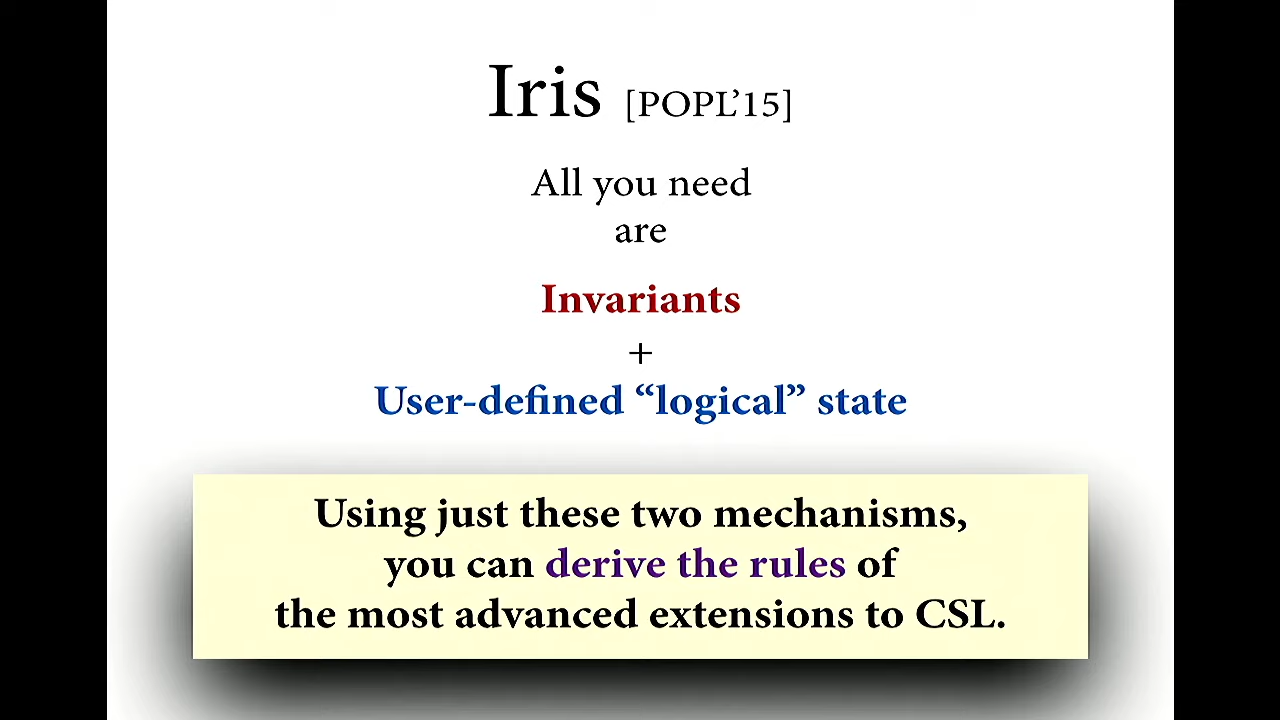 Iris [POPL’15]
All you need
are
Invariants
+
User-defined “logical” state
Using just these two mechanisms,
you can derive the rules of
the most advanced extensions to CSL.